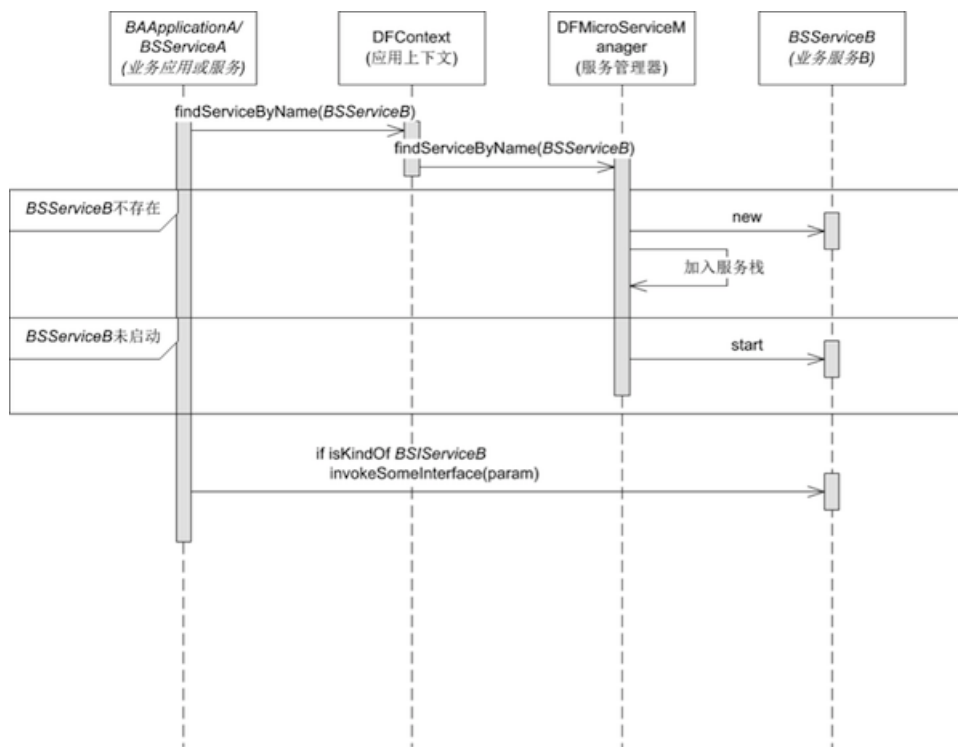 BAApplicationA/
BSServiceA
(业务应用或服务)
DFContext
(应用上下文)
DFMicroServiceM
anager
(服务管理器)
BSServiceB
(业务服务B)
findServiceByName(BSServiceB)
findServiceByName(BSServiceB)
BSServiceB不存在
new
加入服务栈
BSServiceB未启动
start
if isKindOf BSIServiceB
invokeSomeInterface(param)